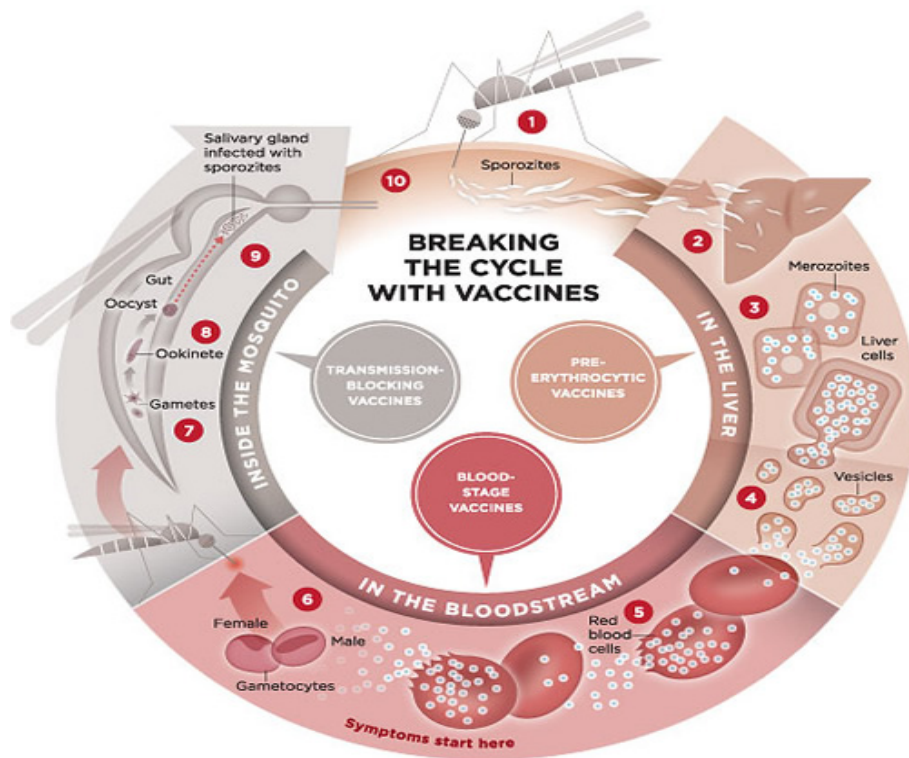 1
Salivary gland
infected with
sporozites
10
Sporozites
2
BREAKING
THE CYCLE
WITH VACCINES
Merozoites
3
9
Gut
Oocyst
8
Liver
cells
Ookinete
TRANSMISSION-
BLOCKING
VACCINES
PRE-
ERYTHROCYTIC
VACCINES
IN THE LIVER
INSIDE THE MOSQUITO
Gametes
7
BLOOD-
STAGE
VACCINES
Vesicles
4
IN THE BLOODSTREAM
6
5
Red
blood
cells
Female
Male
Gametocytes
Symptoms start here